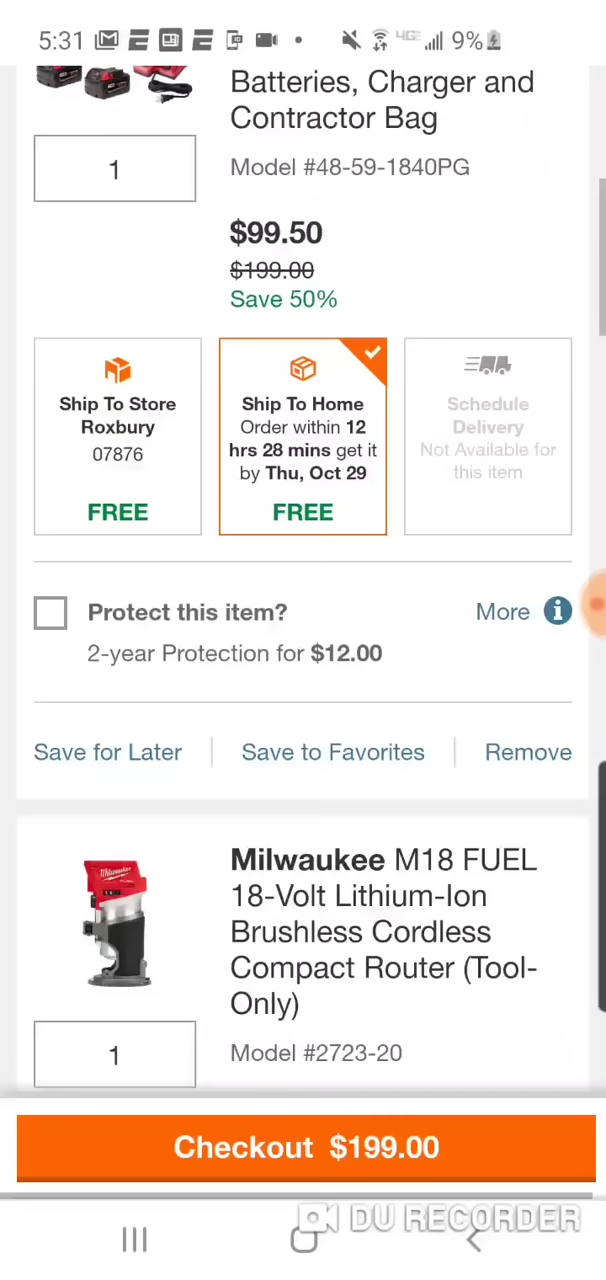 5:31 4GE 9%
Batteries, Charger and
Contractor Bag
1
Model #48-59-1840PG
$99.50
$199.00
Save 50%
Ship To Store
Roxbury
07876
FREE
Ship To Home
Order within 12
hrs 28 mins get it
by Thu, Oct 29
FREE
Schedule
Delivery
Not Available for
this item
Protect this item?
More i
2-year Protection for $12.00
Save for Later
Save to Favorites
Remove
Milwaukee
Milwaukee M18 FUEL
18-Volt Lithium-Ion
Brushless Cordless
Compact Router (Tool-
Only)
1
Model #2723-20
Checkout $199.00
DU RECORDER